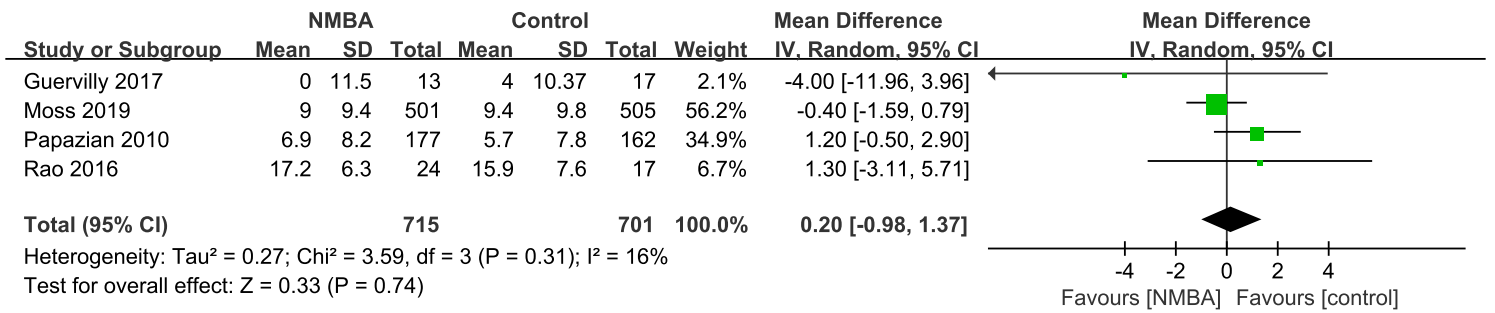 NMBA Control Mean Difference Mean Difference
Study or Subgroup Mean SD Total Mean SD Total Weight IV, Random, 95% CI IV, Random, 95% CI
Guervilly 2017 0 11.5 13 4 10.37 17 2.1% -4.00 [-11.96, 3.96]
Moss 2019 9 9.4 501 9.4 9.8 505 56.2% -0.40 [-1.59, 0.79]
Papazian 2010 6.9 8.2 177 5.7 7.8 162 34.9% 1.20 [-0.50, 2.90]
Rao 2016 17.2 6.3 24 15.9 7.6 17 6.7% 1.30 [-3.11, 5.71]
Total (95% CI) 715 701 100.0% 0.20 [-0.98, 1.37]
Heterogeneity: Tau² = 0.27; Chi² = 3.59, df = 3 (P = 0.31); I² = 16%
Test for overall effect: Z = 0.33 (P = 0.74)
-4 -2 0 2 4
Favours [NMBA] Favours [control]